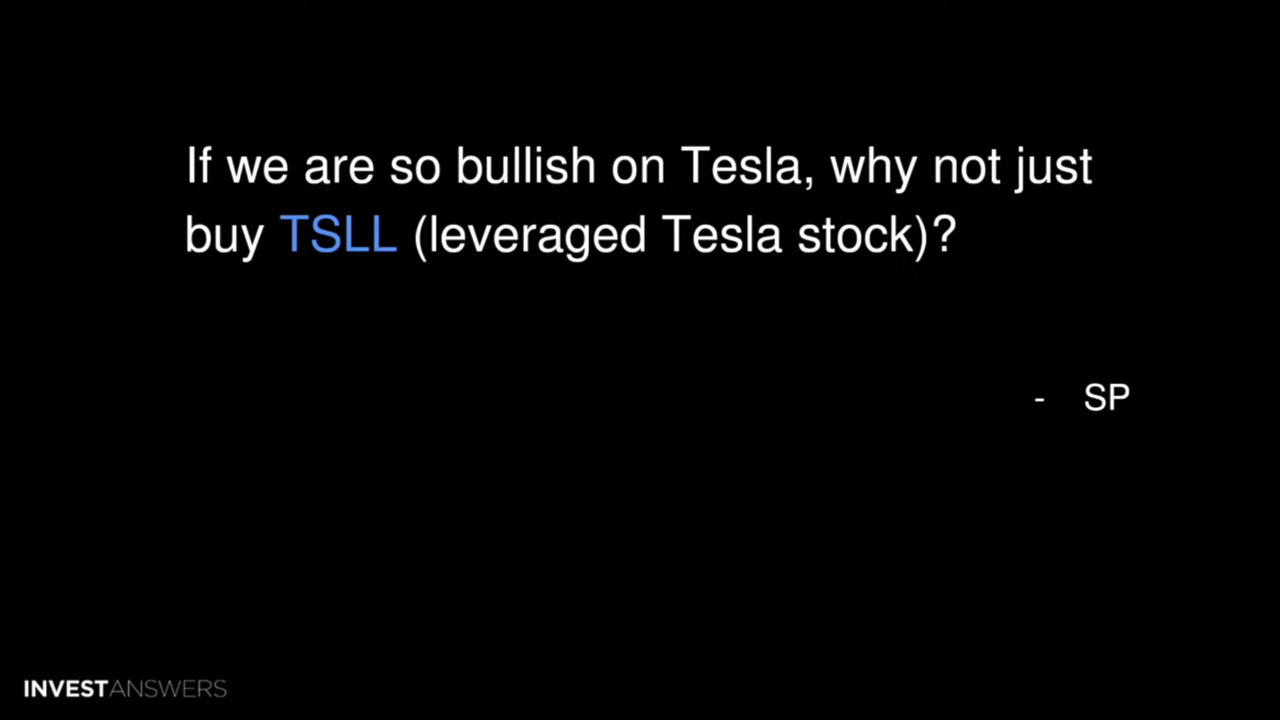 If we are so bullish on Tesla, why not just
buy TSLL (leveraged Tesla stock)?
- SP
INVESTANSWERS